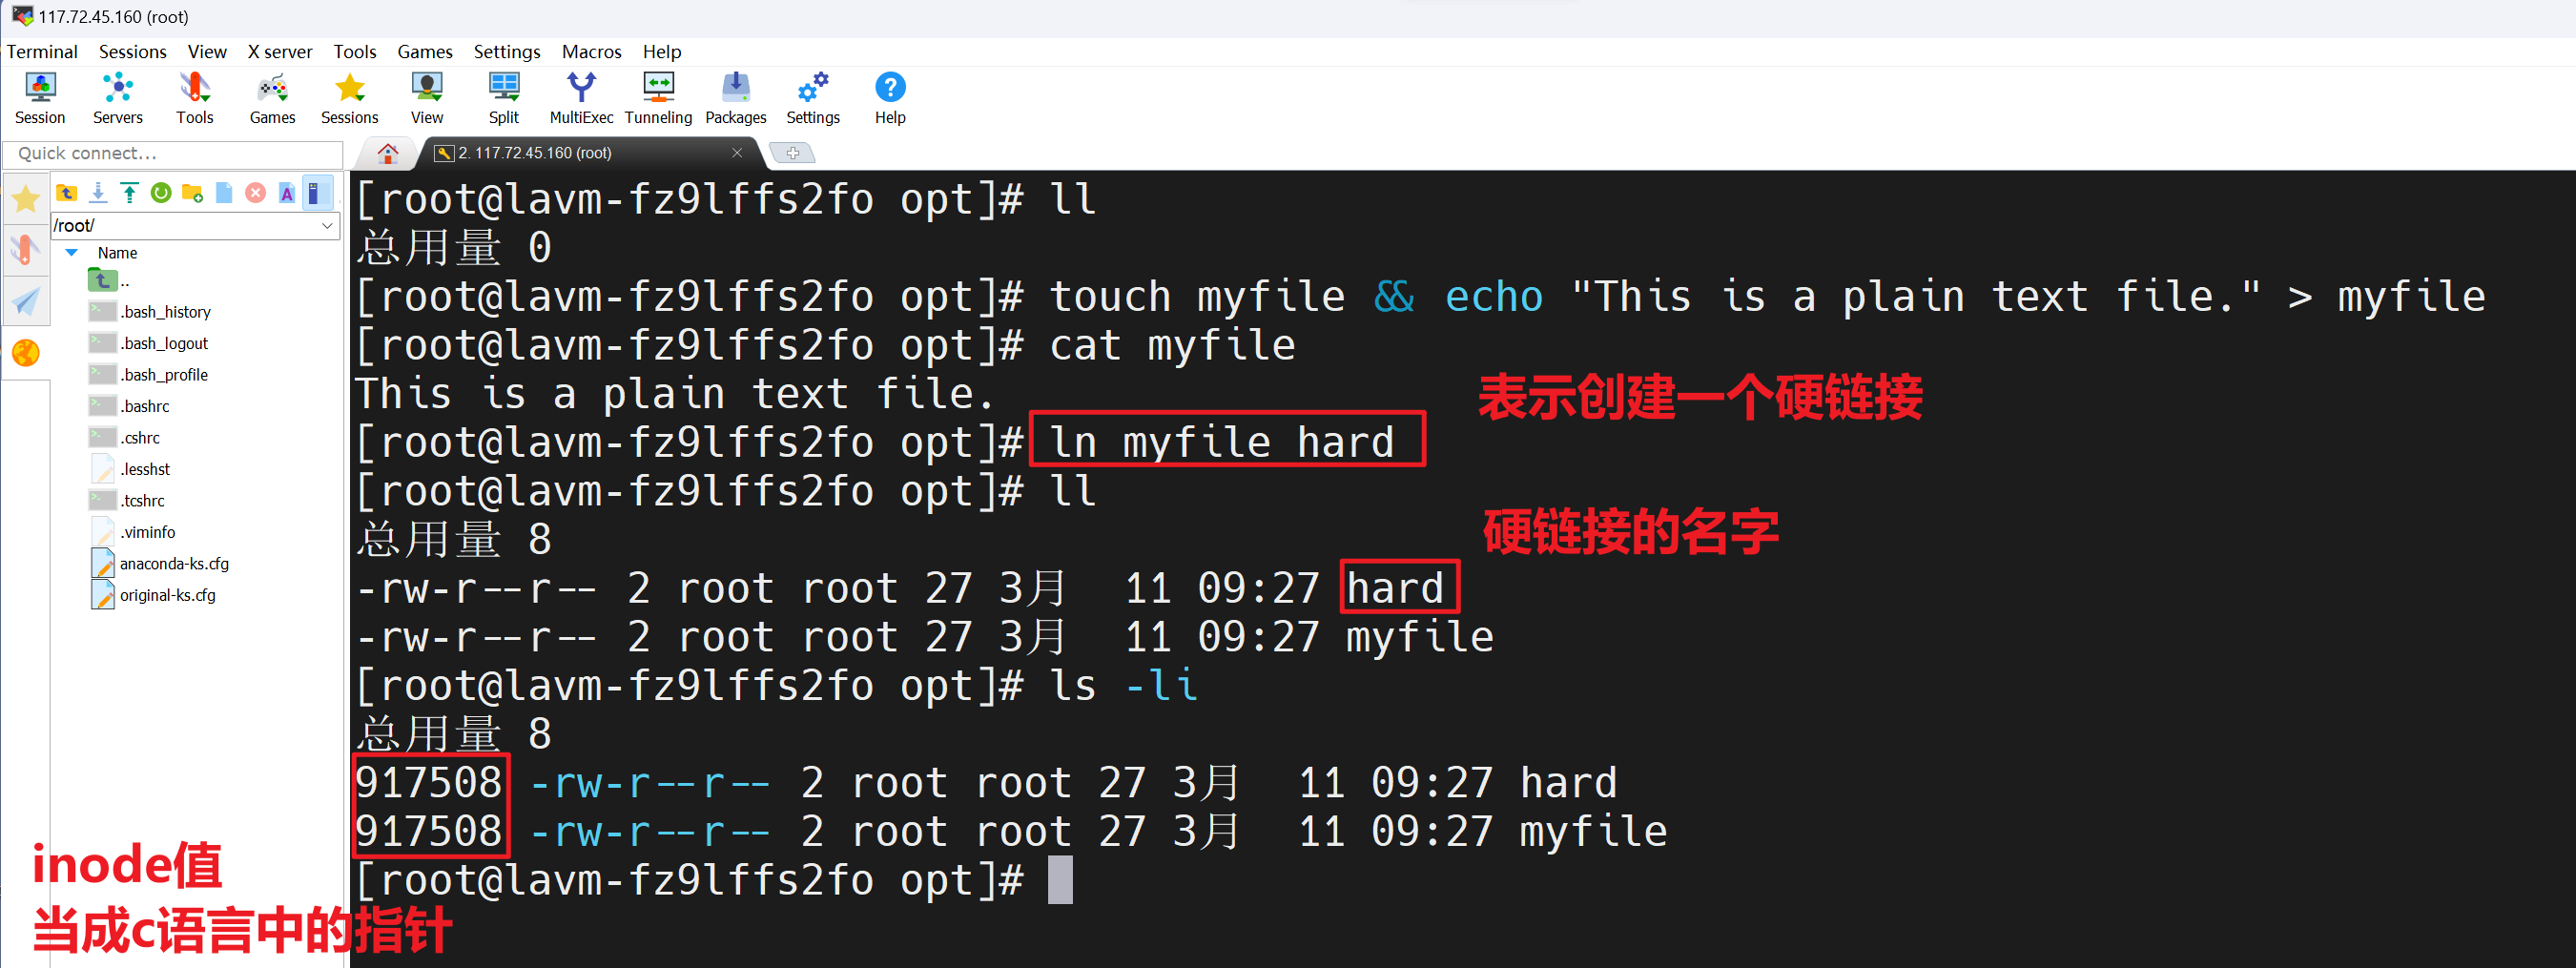 117.72.45.160 (root)
Terminal Sessions View X server Tools Games Settings Macros Help
Session Servers Tools Games Sessions View Split MultiExec Tunneling Packages Settings Help
Quick connect...
2. 117.72.45.160 (root)
/root/
Name
..
.bash_history
.bash_logout
.bash_profile
.bashrc
.cshrc
.lesshst
.tcshrc
.viminfo
anaconda-ks.cfg
original-ks.cfg
[root@lavm-fz9lffs2fo opt]# ll
总用量 0
[root@lavm-fz9lffs2fo opt]# touch myfile && echo "This is a plain text file." > myfile
[root@lavm-fz9lffs2fo opt]# cat myfile
This is a plain text file.
表示创建一个硬链接
[root@lavm-fz9lffs2fo opt]# ln myfile hard
[root@lavm-fz9lffs2fo opt]# ll
总用量 8
硬链接的名字
-rw-r--r-- 2 root root 27 3月 11 09:27 hard
-rw-r--r-- 2 root root 27 3月 11 09:27 myfile
[root@lavm-fz9lffs2fo opt]# ls -li
总用量 8
917508 -rw-r--r-- 2 root root 27 3月 11 09:27 hard
917508 -rw-r--r-- 2 root root 27 3月 11 09:27 myfile
[root@lavm-fz9lffs2fo opt]#
inode值
当成c语言中的指针